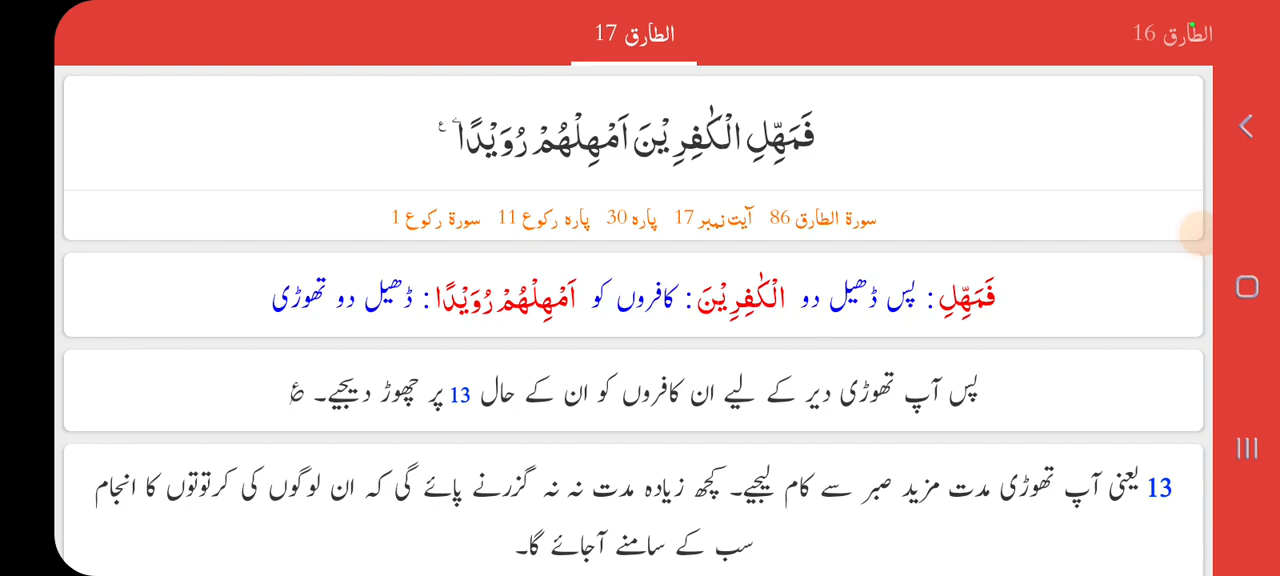 الطارق 16
الطارق 17
فَمَهِّلِ الْكٰفِرِيْنَ اَمْهِلْهُمْ رُوَيْدًا ࣖ
سورۃ الطارق 86 آیت نمبر 17 پارہ 30 پارہ رکوع 11 سورۃ رکوع 1
فَمَهِّلِ: پس ڈھیل دو الْكٰفِرِيْنَ: کافروں کو اَمْهِلْهُمْ رُوَيْدًا: ڈھیل دو تھوڑی
پس آپ تھوڑی دیر کے لیے ان کافروں کو ان کے حال 13 پر چھوڑ دیجیے۔ ؏
13 یعنی آپ تھوڑی مدت مزید صبر سے کام لیجیے۔ کچھ زیادہ مدت نہ نہ گزرنے پائے گی کہ ان لوگوں کی کرتوتوں کا انجام
سب کے سامنے آجائے گا۔